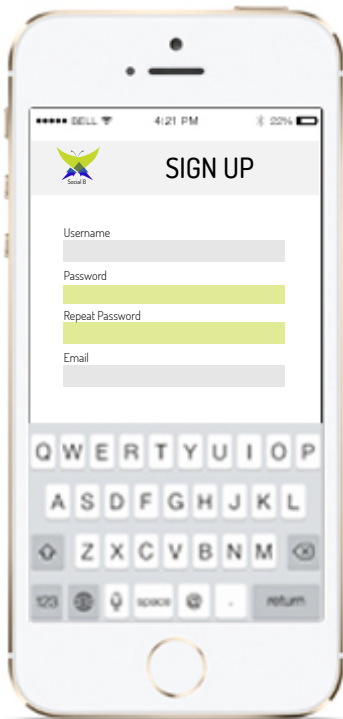 BELL 4:21 PM 22%
Social B
SIGN UP
Username
Password
Repeat Password
Email
Q W E R T Y U I O P
A S D F G H J K L
Z X C V B N M
123 space @ . return